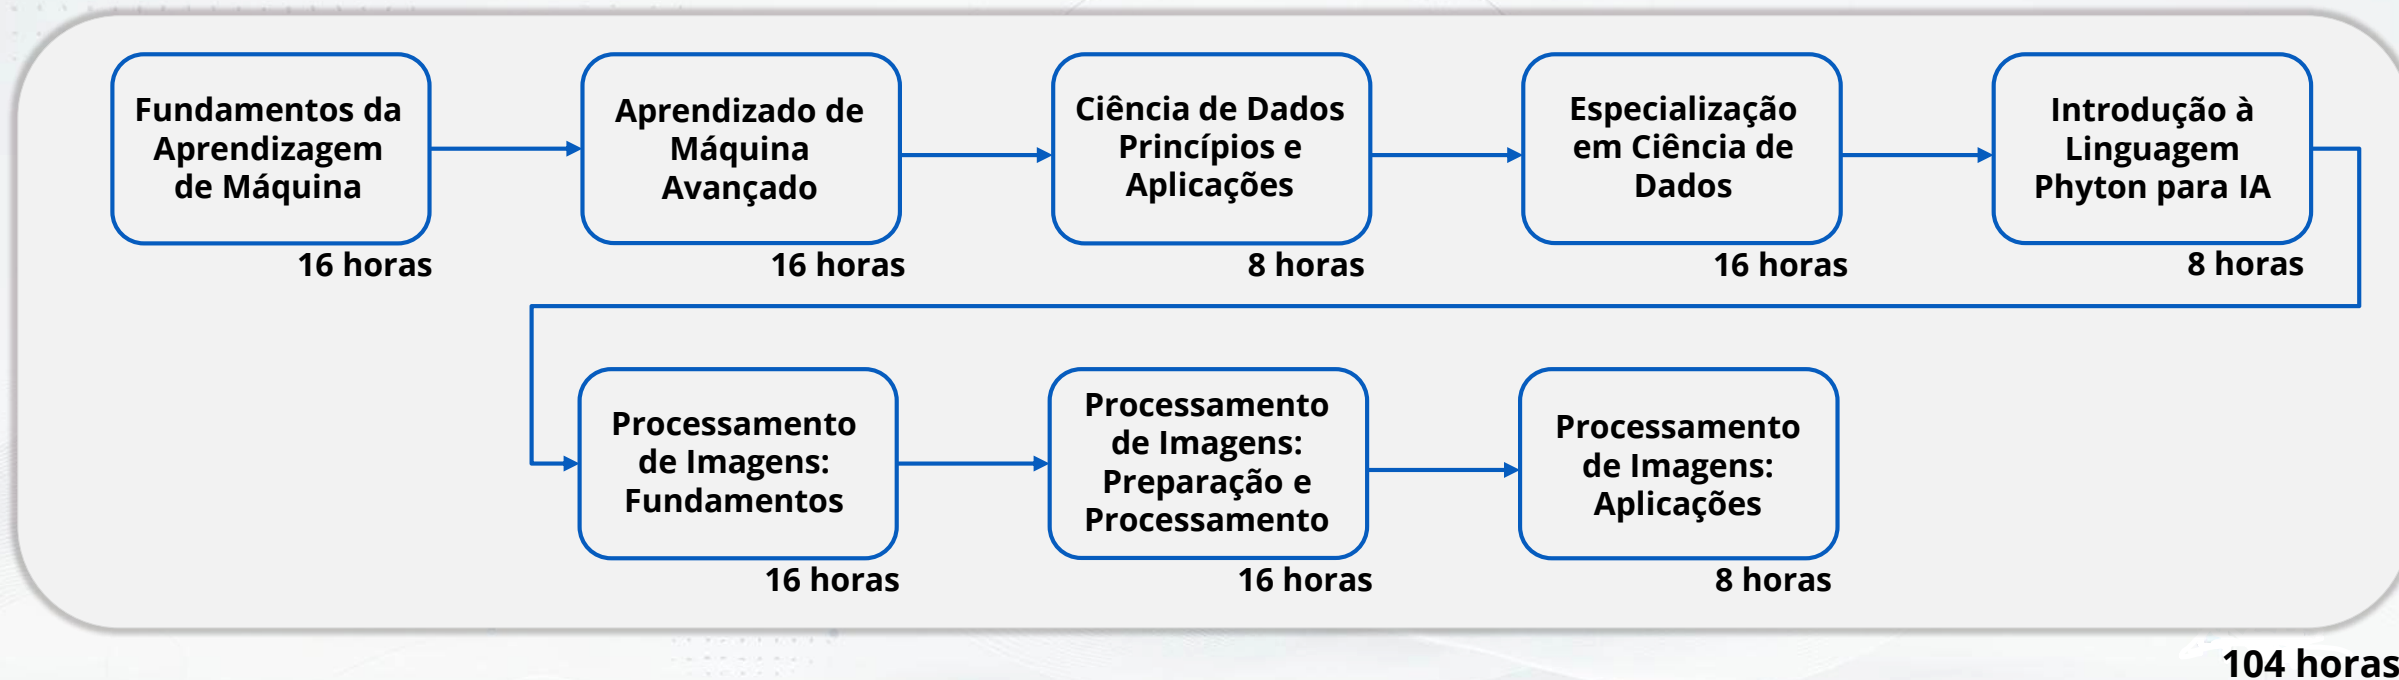 Fundamentos da
Aprendizagem
de Máquina
16 horas
Aprendizado de
Máquina
Avançado
16 horas
Ciência de Dados
Princípios e
Aplicações
8 horas
Especialização
em Ciência de
Dados
16 horas
Introdução à
Linguagem
Phyton para IA
8 horas
Processamento
de Imagens:
Fundamentos
16 horas
Processamento
de Imagens:
Preparação e
Processamento
16 horas
Processamento
de Imagens:
Aplicações
8 horas
104 horas